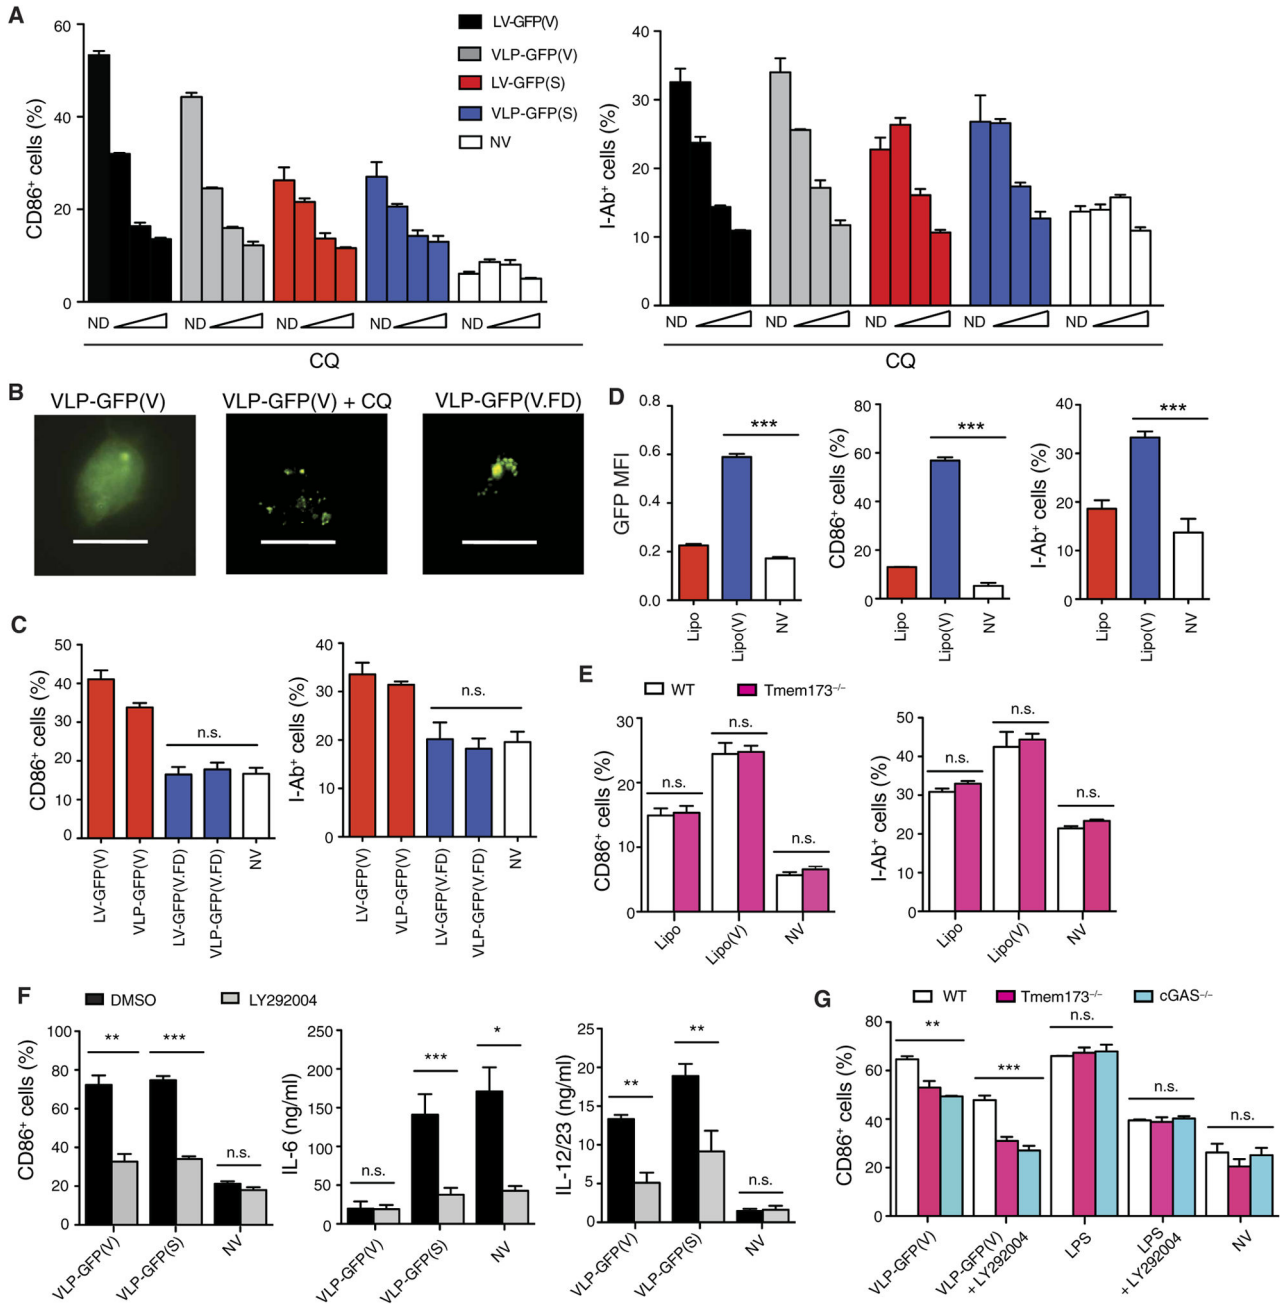 A
CD86+ cells (%)
60
40
20
0
ND ND ND ND ND
CQ
LV-GFP(V)
VLP-GFP(V)
LV-GFP(S)
VLP-GFP(S)
NV
I-Ab+ cells (%)
40
30
20
10
0
ND ND ND ND ND
CQ
B
VLP-GFP(V)
VLP-GFP(V) + CQ
VLP-GFP(V.FD)
D
GFP MFI
0.8
0.6
0.4
0.2
0.0
***
Lipo
Lipo(V)
NV
CD86+ cells (%)
80
60
40
20
0
***
Lipo
Lipo(V)
NV
I-Ab+ cells (%)
40
30
20
10
0
***
Lipo
Lipo(V)
NV
C
CD86+ cells (%)
50
40
30
20
10
0
n.s.
LV-GFP(V)
VLP-GFP(V)
LV-GFP(V.FD)
VLP-GFP(V.FD)
NV
I-Ab+ cells (%)
40
30
20
10
0
n.s.
LV-GFP(V)
VLP-GFP(V)
LV-GFP(V.FD)
VLP-GFP(V.FD)
NV
E
WT
Tmem173−/−
CD86+ cells (%)
30
20
10
0
n.s.
n.s.
n.s.
Lipo
Lipo(V)
NV
I-Ab+ cells (%)
50
40
30
20
10
0
n.s.
n.s.
n.s.
Lipo
Lipo(V)
NV
F
DMSO
LY292004
CD86+ cells (%)
100
80
60
40
20
0
**
***
n.s.
VLP-GFP(V)
VLP-GFP(S)
NV
IL-6 (ng/ml)
250
200
150
100
50
0
n.s.
***
*
VLP-GFP(V)
VLP-GFP(S)
NV
IL-12/23 (ng/ml)
25
20
15
10
5
0
**
**
n.s.
VLP-GFP(V)
VLP-GFP(S)
NV
G
WT
Tmem173−/−
cGAS−/−
CD86+ cells (%)
80
60
40
20
0
**
***
n.s.
n.s.
n.s.
VLP-GFP(V)
VLP-GFP(V)
+ LY292004
LPS
LPS
+ LY292004
NV